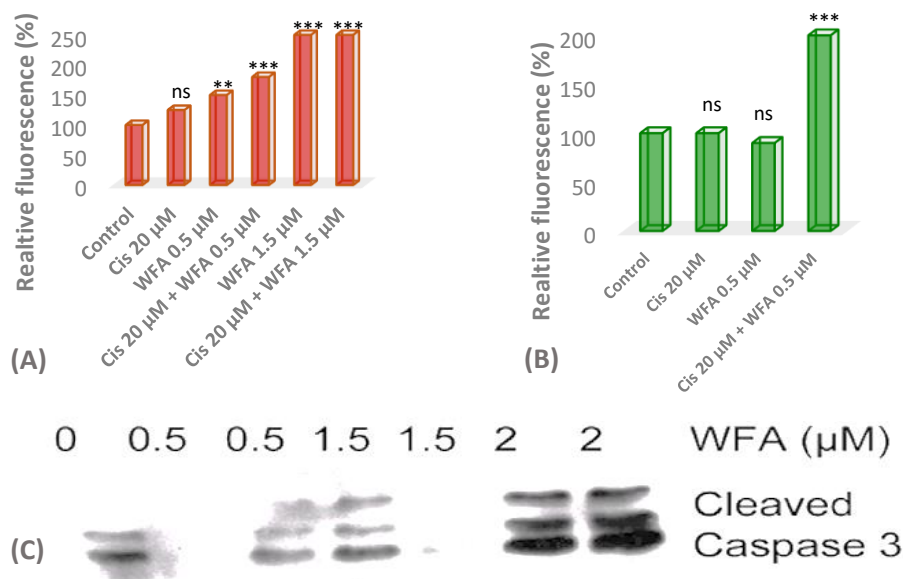 Realtive fluorescence (%)
250
200
150
100
50
0
ns
**
***
***
***
Control
Cis 20 µM
WFA 0.5 µM
Cis 20 µM + WFA 0.5 µM
WFA 1.5 µM
Cis 20 µM + WFA 1.5 µM
(A)
Realtive fluorescence (%)
200
150
100
50
0
ns
ns
***
Control
Cis 20 µM
WFA 0.5 µM
Cis 20 µM + WFA 0.5 µM
(B)
0 0.5 0.5 1.5 1.5 2 2 WFA (µM)
Cleaved
Caspase 3
(C)